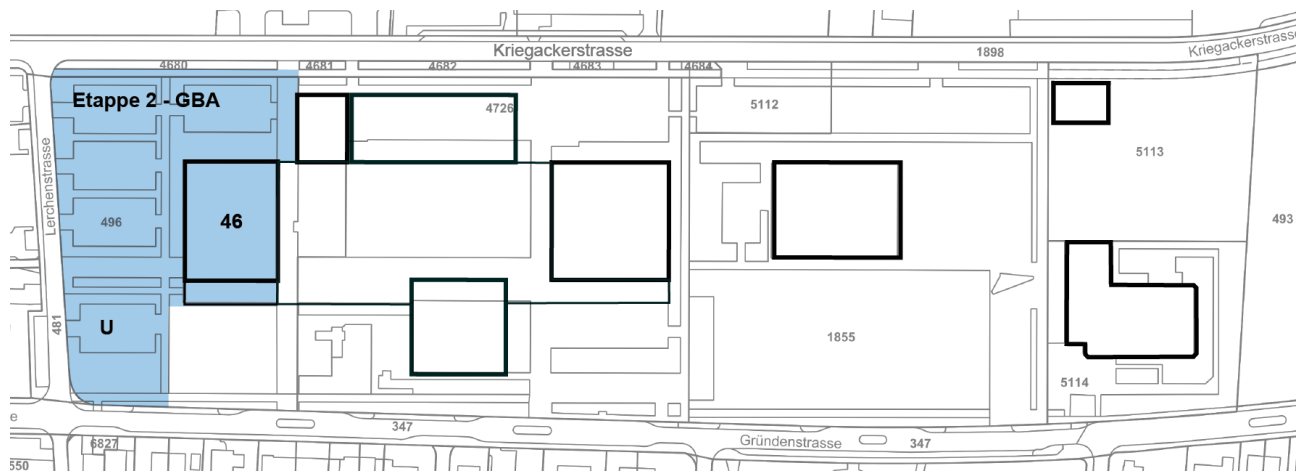 Kriegackerstrasse
1898
Kriegackerstrasse
4680
4681
4682
4683
4684
Etappe 2 - GBA
4726
5112
5113
Lerchenstrasse
496
46
493
481
U
1855
5114
347
Gründenstrasse
347
e
6827
550